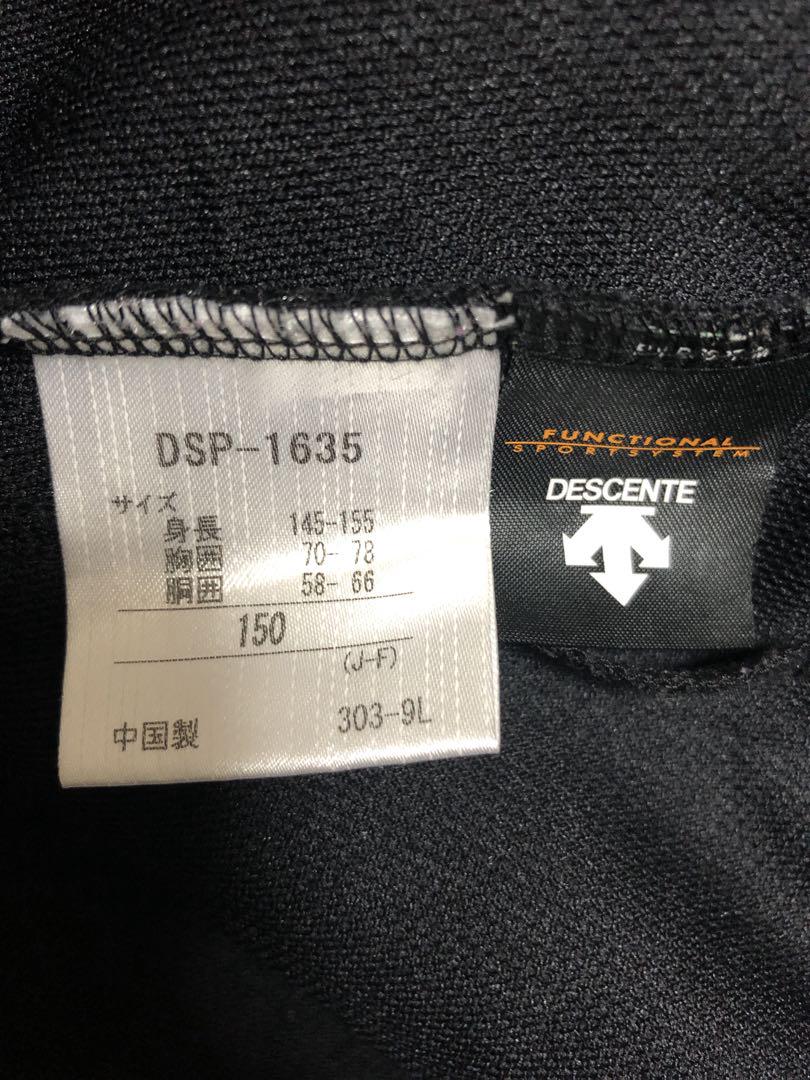 DSP-1635
サイズ
身長 145-155
胸囲 70- 78
胴囲 58- 66
150
(J-F)
303-9L
中国製
FUNCTIONAL
SPORTSYSTEM
DESCENTE